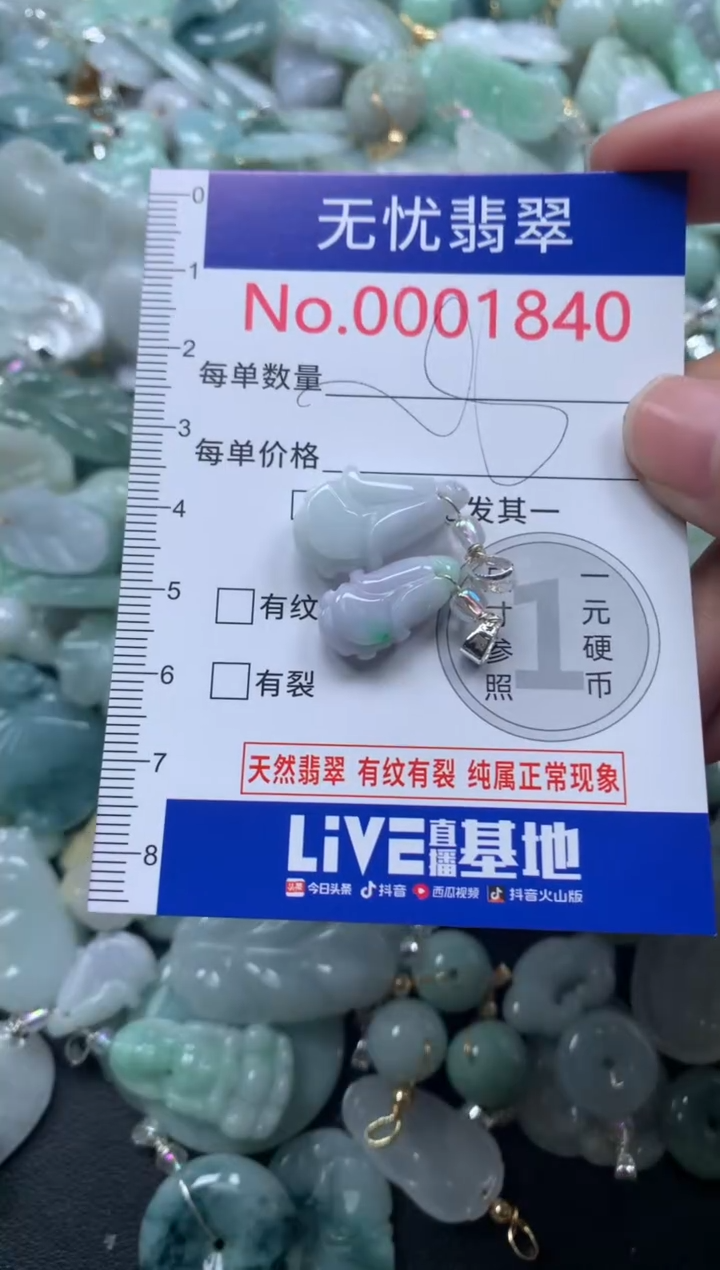 无忧翡翠
No.0001840
每单数量
每单价格
发其一
有纹
有裂
寸参照
1
一元硬币
天然翡翠 有纹有裂 纯属正常现象
LiVE直播基地
今日头条 抖音 西瓜视频 抖音火山版
0
1
2
3
4
5
6
7
8